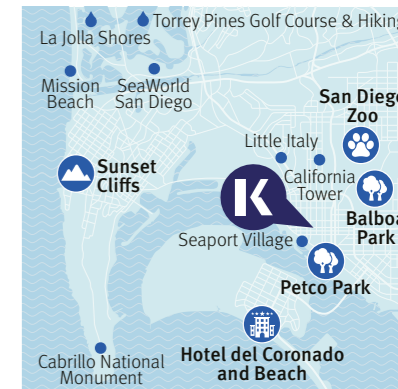 Torrey Pines Golf Course & Hiking
La Jolla Shores
Mission
Beach
SeaWorld
San Diego
San Diego
Zoo
Little Italy
Sunset
Cliffs
California
Tower
K
Balboa
Park
Seaport Village
Petco Park
Hotel del Coronado
and Beach
Cabrillo National
Monument